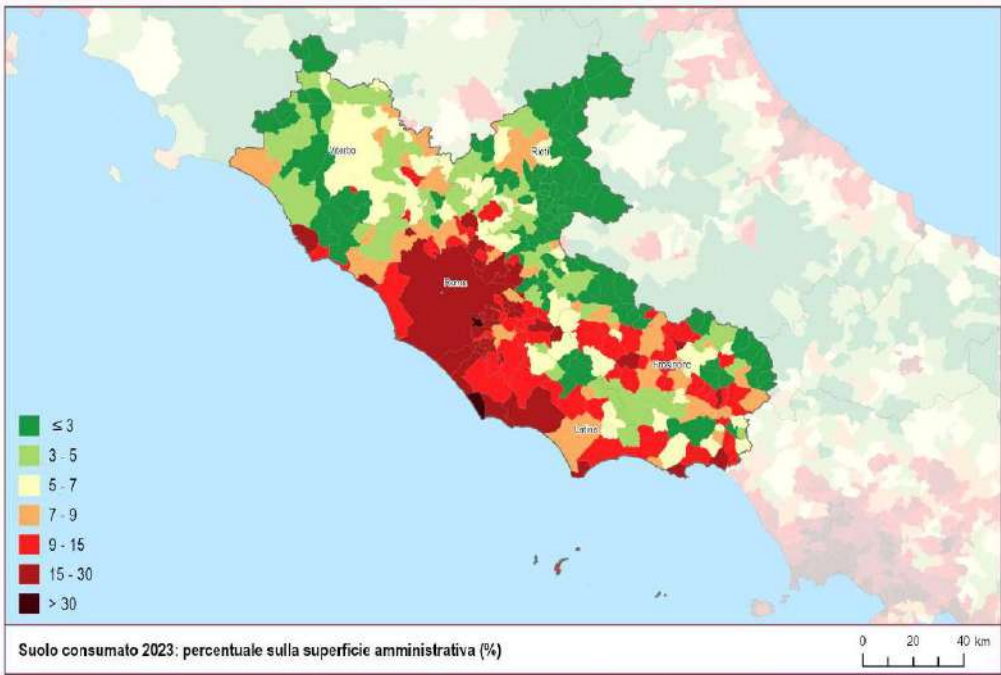 Viterbo
Rieti
Roma
Frosinone
Latina
≤ 3
3 - 5
5 - 7
7 - 9
9 - 15
15 - 30
> 30
Suolo consumato 2023: percentuale sulla superficie amministrativa (%)
0 20 40 km